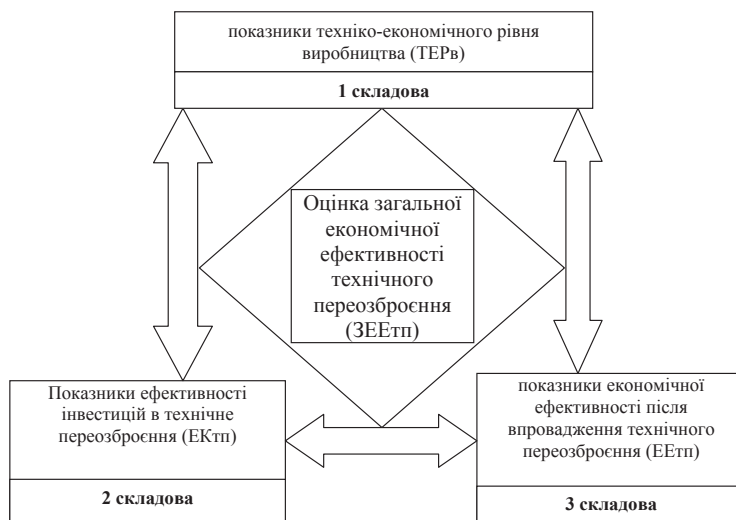 показники техніко-економічного рівня
виробництва (ТЕРв)
1 складова
Оцінка загальної
економічної
ефективності
технічного
переозброєння
(ЗЕЕтп)
Показники ефективності
інвестицій в технічне
переозброєння (ЕКтп)
2 складова
показники економічної
ефективності після
впровадження технічного
переозброєння (ЕЕтп)
3 складова